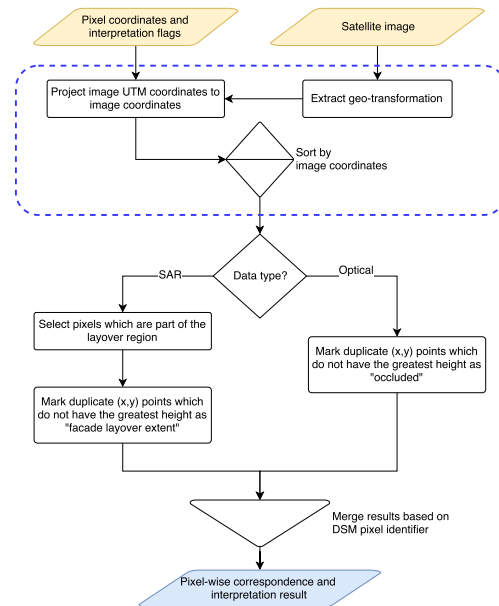 Pixel coordinates and
interpretation flags
Satellite image
Project image UTM coordinates to
image coordinates
Extract geo-transformation
Sort by
image coordinates
Data type?
SAR
Optical
Select pixels which are part of the
layover region
Mark duplicate (x,y) points which
do not have the greatest height as
"occluded"
Mark duplicate (x,y) points which
do not have the greatest height as
"facade layover extent"
Merge results based on
DSM pixel identifier
Pixel-wise correspondence and
interpretation result